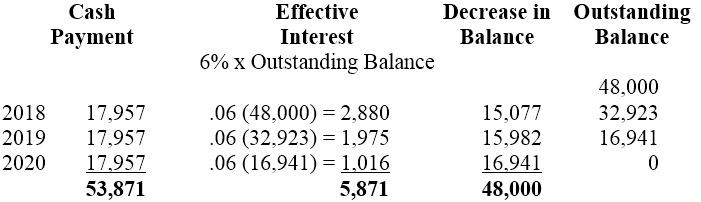 Cash Effective Decrease in Outstanding
Payment Interest Balance Balance
6% x Outstanding Balance
48,000
2018 17,957 .06 (48,000) = 2,880 15,077 32,923
2019 17,957 .06 (32,923) = 1,975 15,982 16,941
2020 17,957 .06 (16,941) = 1,016 16,941 0
53,871 5,871 48,000